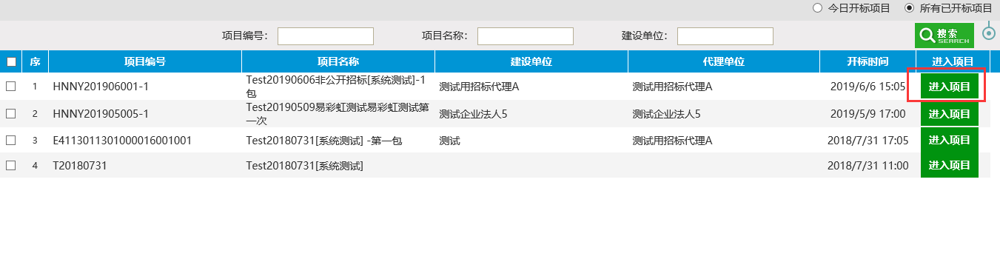 今日开标项目 所有已开标项目
项目编号: 项目名称: 建设单位: 搜索 SEARCH
序 项目编号 项目名称 建设单位 代理单位 开标时间 进入项目
1 HNNY201906001-1 Test20190606非公开招标[系统测试]-1
包 测试用招标代理A 测试用招标代理A 2019/6/6 15:05 进入项目
2 HNNY201905005-1 Test20190509易彩虹测试易彩虹测试第
一次 测试企业法人5 测试企业法人5 2019/5/9 17:00 进入项目
3 E4113011301000016001001 Test20180731[系统测试] -第一包 测试 测试用招标代理A 2018/7/31 17:05 进入项目
4 T20180731 Test20180731[系统测试] 2018/7/31 11:00 进入项目